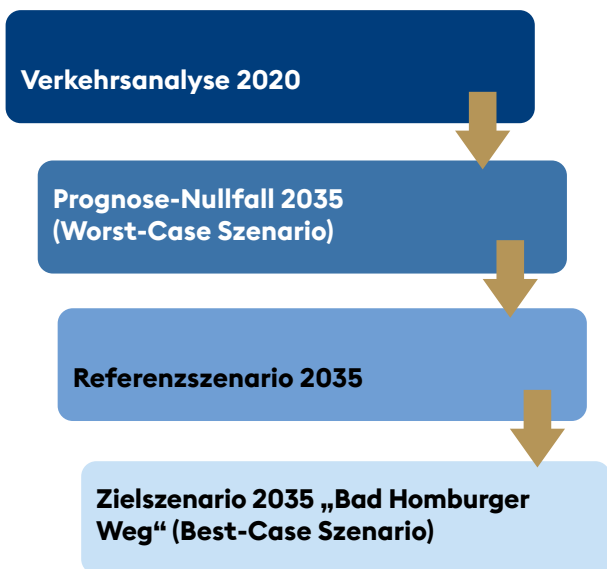 Verkehrsanalyse 2020
Prognose-Nullfall 2035
(Worst-Case Szenario)
Referenzszenario 2035
Zielszenario 2035 „Bad Homburger
Weg“ (Best-Case Szenario)